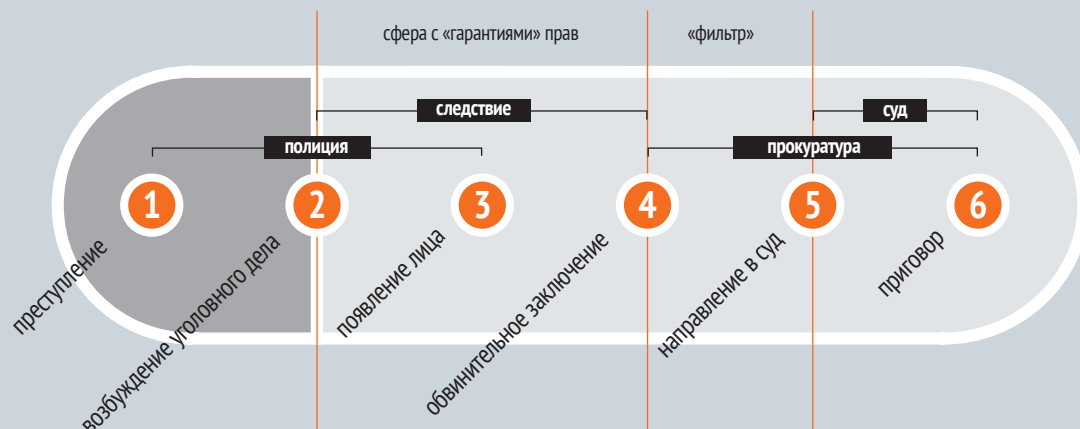 сфера с «гарантиями» прав
«фильтр»
следствие
суд
полиция
прокуратура
1
2
3
4
5
6
преступление
возбуждение уголовного дела
появление лица
обвинительное заключение
направление в суд
приговор